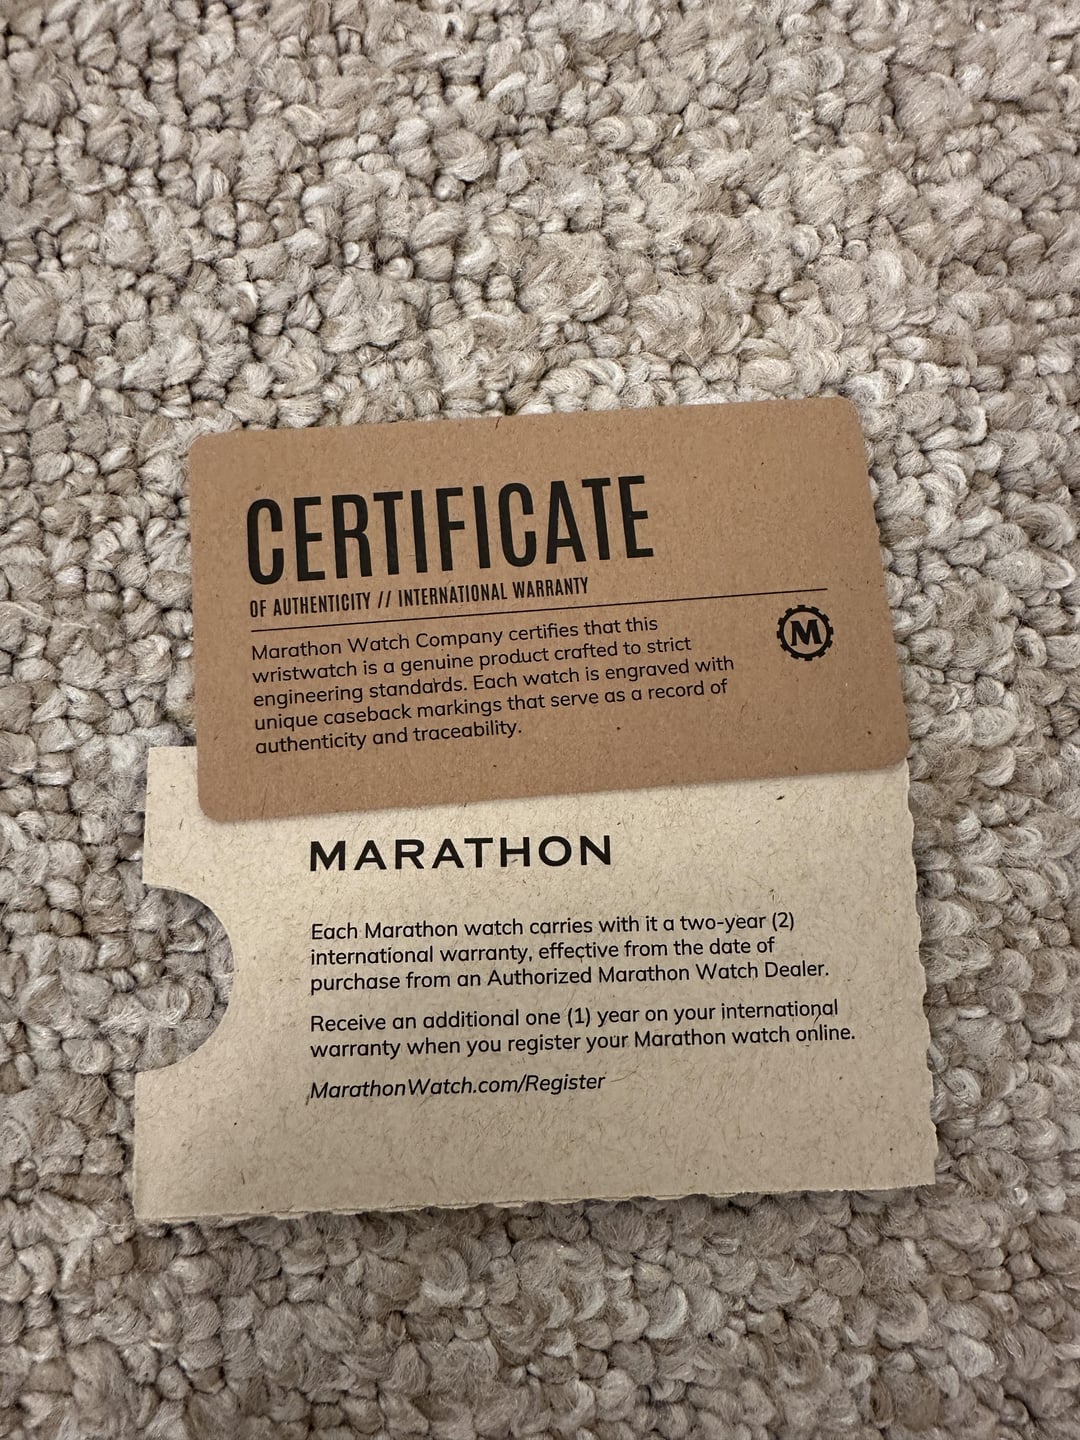 CERTIFICATE
OF AUTHENTICITY // INTERNATIONAL WARRANTY
Marathon Watch Company certifies that this
wristwatch is a genuine product crafted to strict
engineering standards. Each watch is engraved with
unique caseback markings that serve as a record of
authenticity and traceability.
M
MARATHON
Each Marathon watch carries with it a two-year (2)
international warranty, effective from the date of
purchase from an Authorized Marathon Watch Dealer.
Receive an additional one (1) year on your international
warranty when you register your Marathon watch online.
MarathonWatch.com/Register